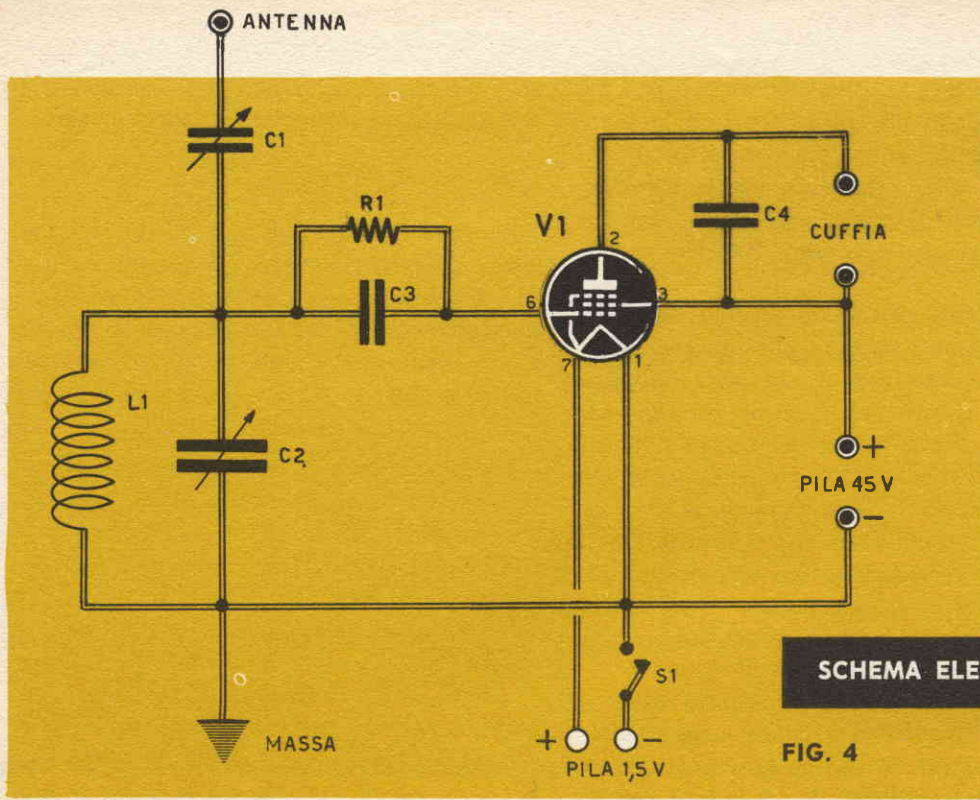 ANTENNA
C1
R1
C3
V1
2
6
3
7
1
C4
CUFFIA
L1
C2
+
PILA 45 V
−
S1
MASSA
+ −
PILA 1,5 V
SCHEMA ELE
FIG. 4